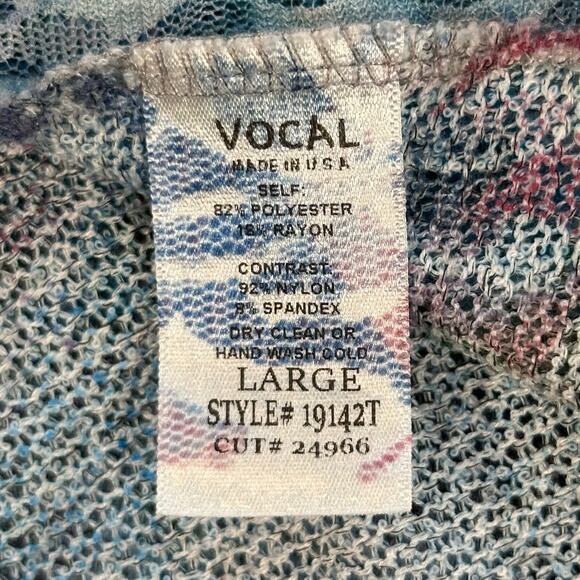 VOCAL
MADE IN U S A
SELF:
82% POLYESTER
18% RAYON
CONTRAST:
92% NYLON
8% SPANDEX
DRY CLEAN OR
HAND WASH COLD
LARGE
STYLE# 19142T
CUT# 24966